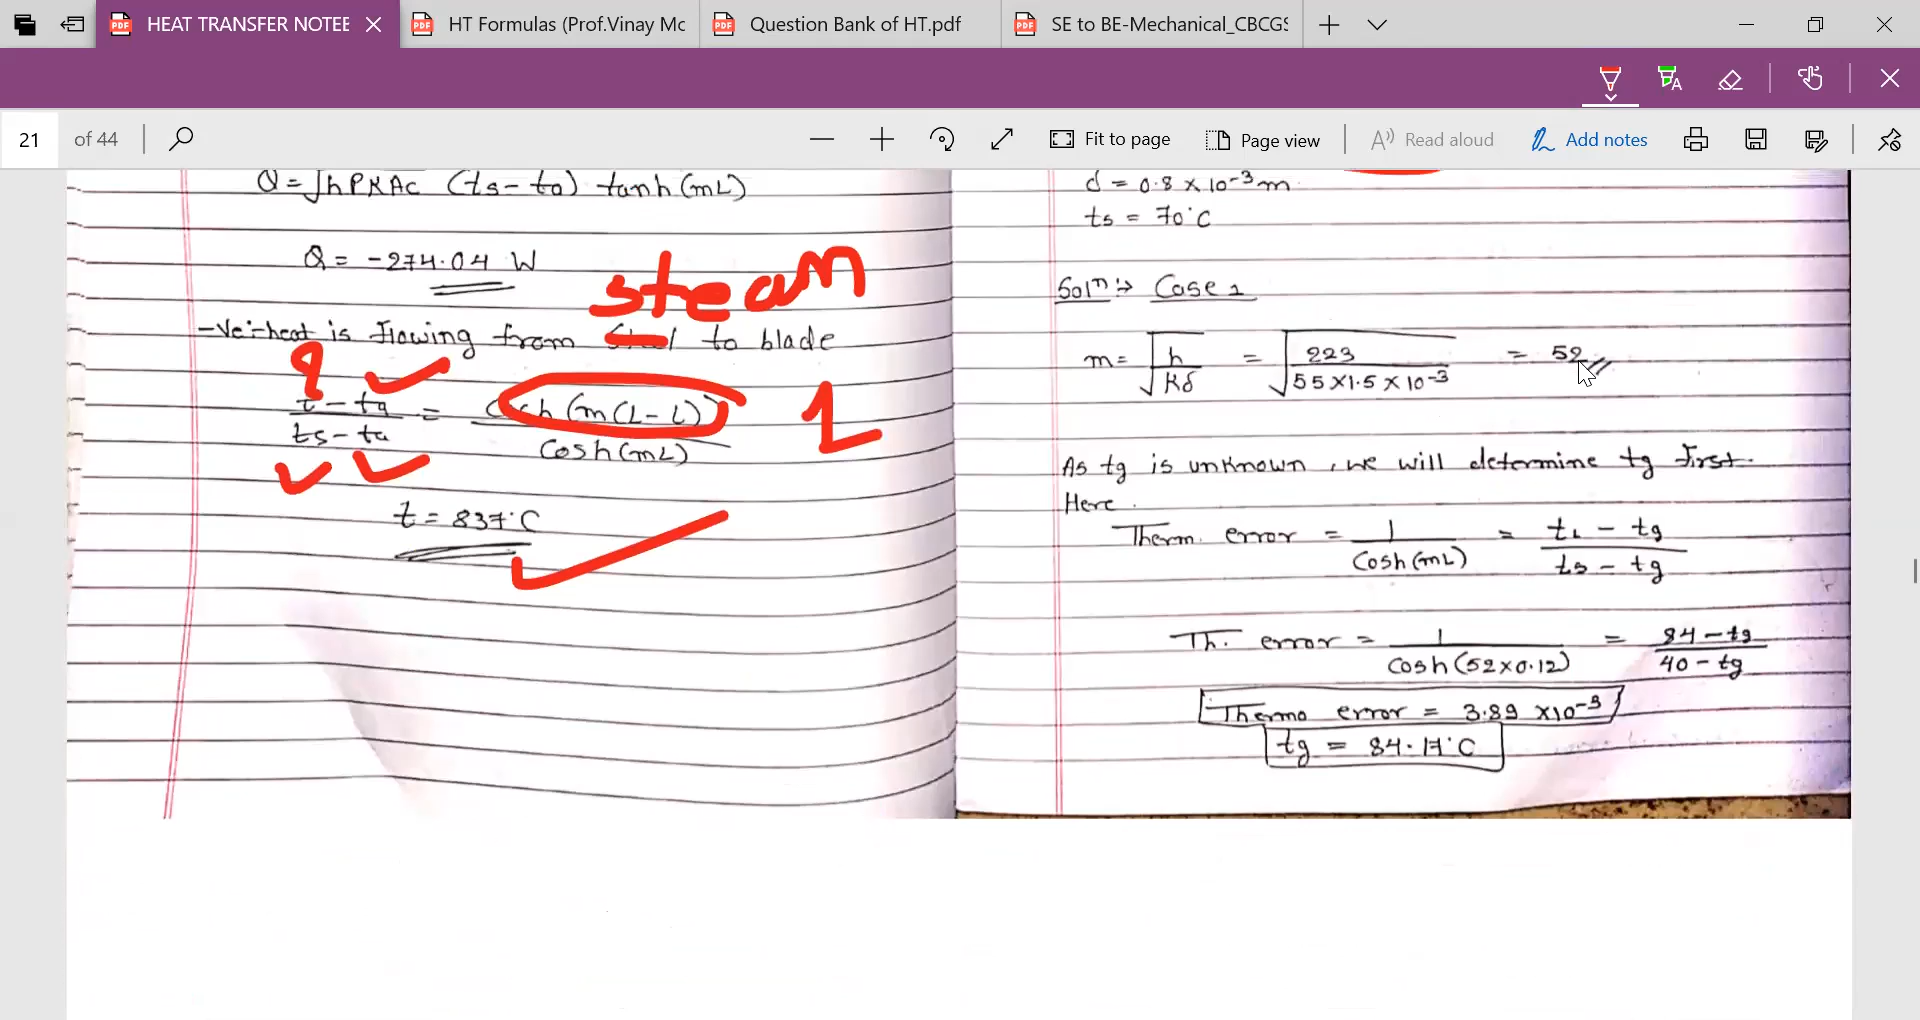 HEAT TRANSFER NOTEE
HT Formulas (Prof.Vinay Mc
Question Bank of HT.pdf
SE to BE-Mechanical_CBCGS
21 of 44
Fit to page
Page view
Read aloud
Add notes
Q = √hPKAc (ts-ta) tanh(mL)
Q = -274.04 W
steam
-Ve:-heat is Flowing from to blade
?
t - ta / ts - ta = Cosh(m(L-L)) / Cosh(mL)
1
t = 837°C
d = 0.8 × 10-3m
ts = 70°C
Solⁿ:→ Case 1
m = √h/Kδ = √223/55×1.5×10-3 = 52
As tg is unknown, we will determine tg First.
Here
Therm. error = 1/Cosh(mL) = tL - tg/ts - tg
Th. error = 1/cosh(52×0.12) = 84-tg/40-tg
Thermo error = 3.89 ×10-3
tg = 84.17°C